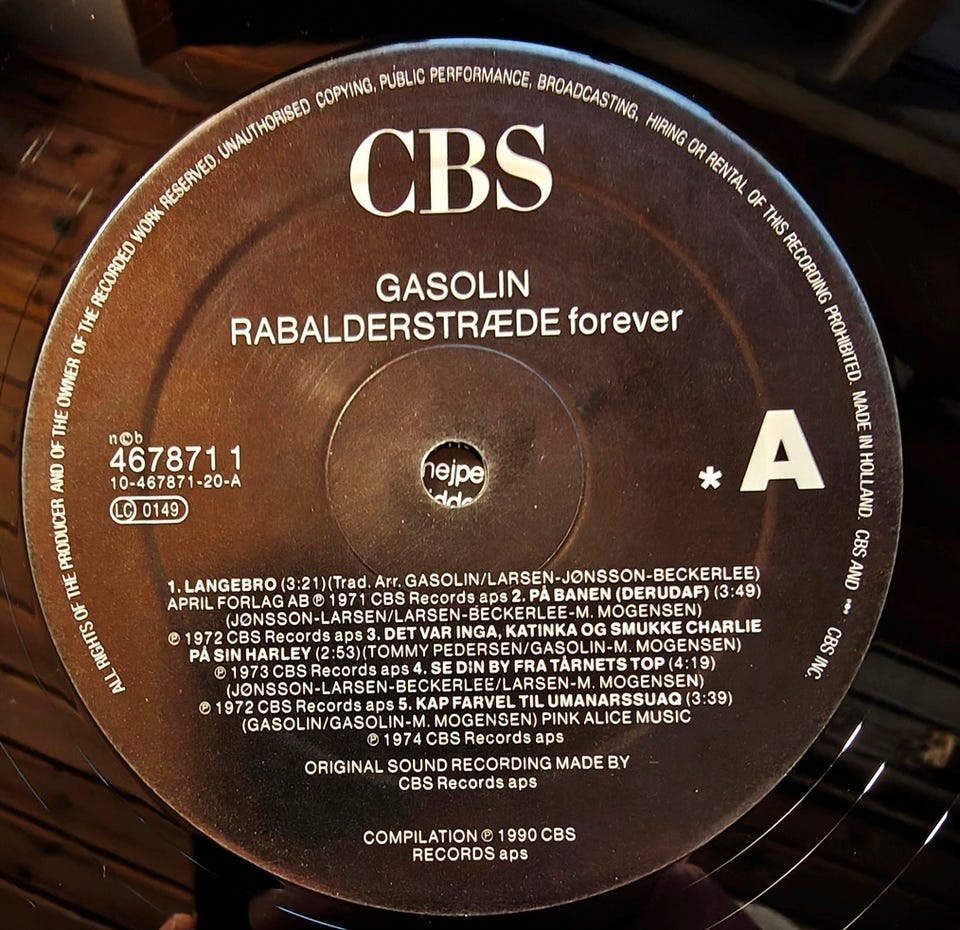 ALL RIGHTS OF THE PRODUCER AND OF THE OWNER OF THE RECORDED WORK RESERVED. UNAUTHORISED COPYING, PUBLIC PERFORMANCE, BROADCASTING, HIRING OR RENTAL OF THIS RECORDING PROHIBITED. MADE IN HOLLAND. CBS AND ••• CBS INC.
CBS
GASOLIN
RABALDERSTRÆDE forever
n©b
467871 1
10-467871-20-A
LC 0149
* A
hejpe
1. LANGEBRO (3:21)(Trad. Arr. GASOLIN/LARSEN-JØNSSON-BECKERLEE)
APRIL FORLAG AB ℗ 1971 CBS Records aps 2. PÅ BANEN (DERUDAF) (3:49)
(JØNSSON-LARSEN/LARSEN-BECKERLEE-M. MOGENSEN)
℗ 1972 CBS Records aps 3. DET VAR INGA, KATINKA OG SMUKKE CHARLIE
PÅ SIN HARLEY (2:53)(TOMMY PEDERSEN/GASOLIN-M. MOGENSEN)
℗ 1973 CBS Records aps 4. SE DIN BY FRA TÅRNETS TOP (4:19)
(JØNSSON-LARSEN-BECKERLEE/LARSEN-M. MOGENSEN)
℗ 1972 CBS Records aps 5. KAP FARVEL TIL UMANARSSUAQ (3:39)
(GASOLIN/GASOLIN-M. MOGENSEN) PINK ALICE MUSIC
℗ 1974 CBS Records aps
ORIGINAL SOUND RECORDING MADE BY
CBS Records aps
COMPILATION ℗ 1990 CBS
RECORDS aps